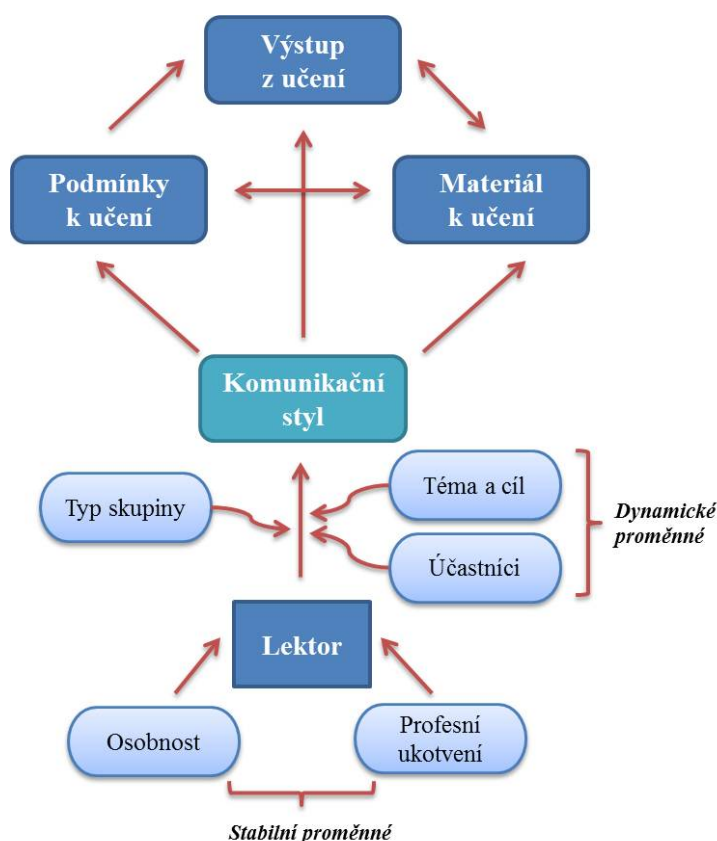 Výstup
z učení
Podmínky
k učení
Materiál
k učení
Komunikační
styl
Typ skupiny
Téma a cíl
Účastníci
Dynamické
proměnné
Lektor
Osobnost
Profesní
ukotvení
Stabilní proměnné